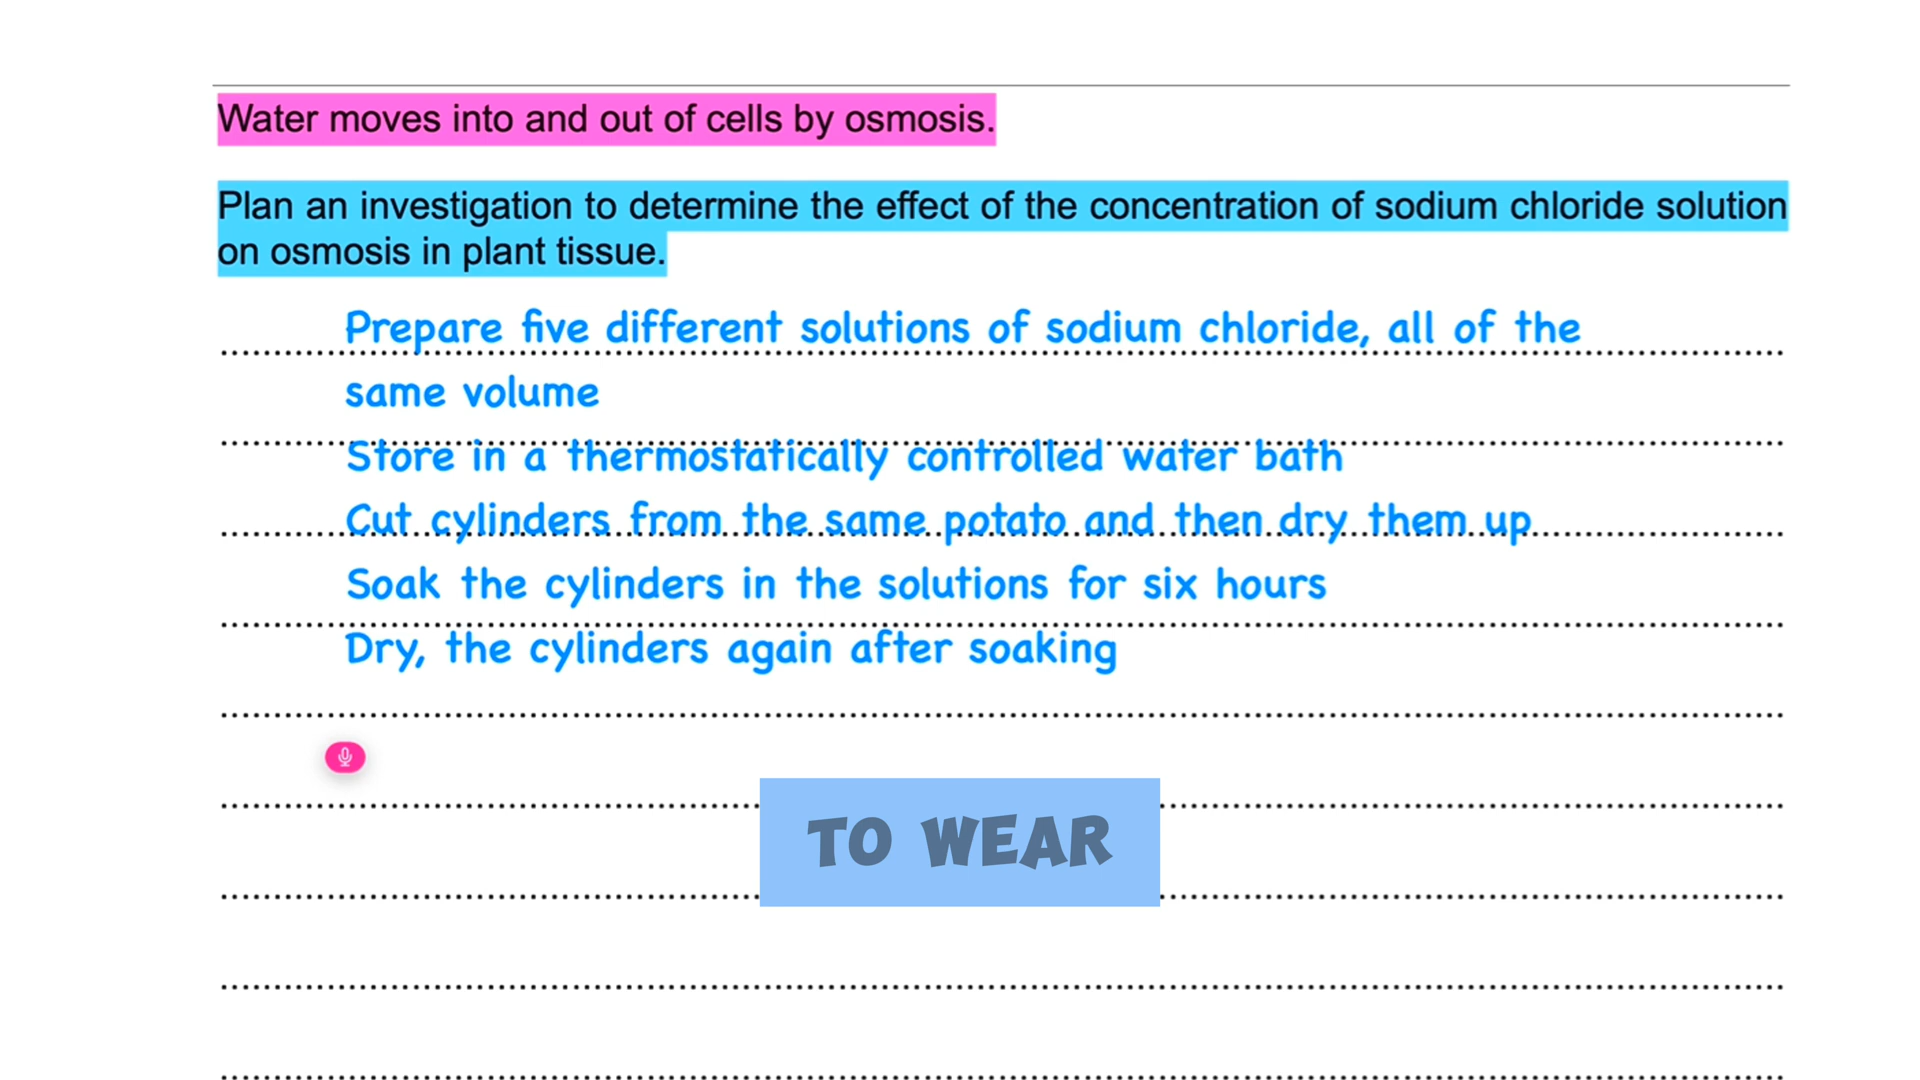 Water moves into and out of cells by osmosis.
Plan an investigation to determine the effect of the concentration of sodium chloride solution
on osmosis in plant tissue.
Prepare five different solutions of sodium chloride, all of the
same volume
Store in a thermostatically controlled water bath
Cut cylinders from the same potato and then dry them up
Soak the cylinders in the solutions for six hours
Dry, the cylinders again after soaking
TO WEAR